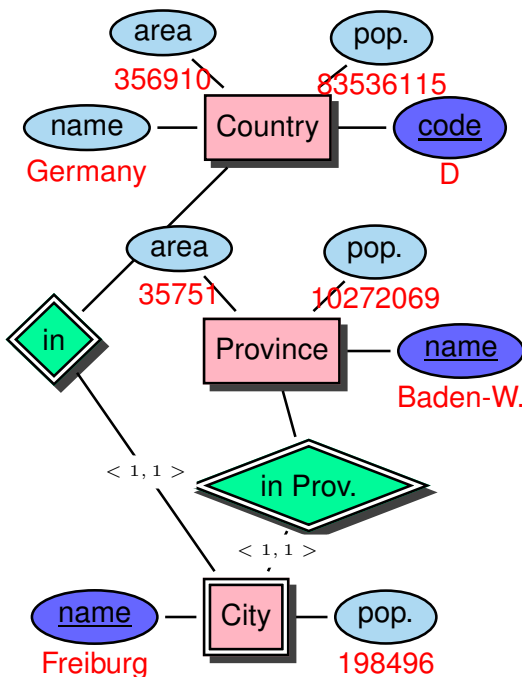 area
pop.
356910
83536115
name
Country
code
Germany
D
area
pop.
35751
10272069
in
Province
name
Baden-W.
< 1, 1 >
in Prov.
< 1, 1 >
name
City
pop.
Freiburg
198496